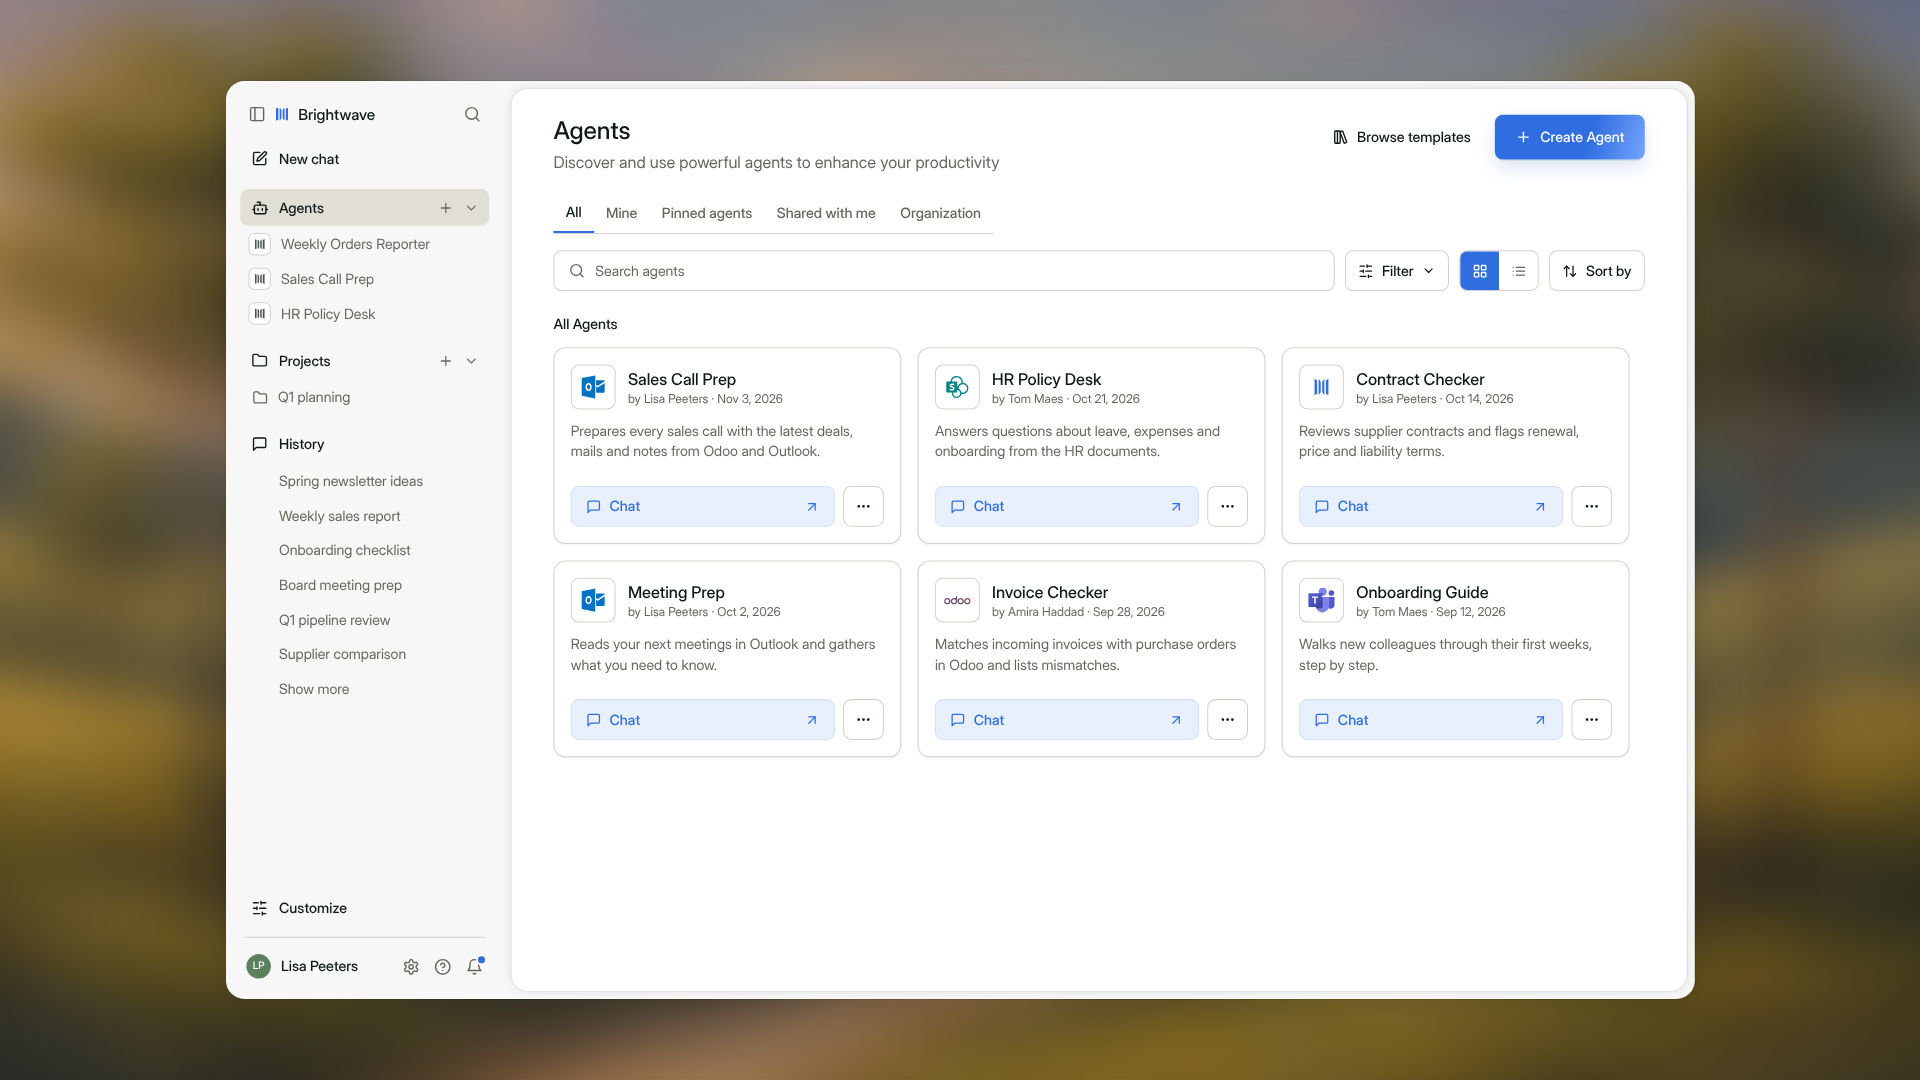 Brightwave
New chat
Agents
Weekly Orders Reporter
Sales Call Prep
HR Policy Desk
Projects
Q1 planning
History
Spring newsletter ideas
Weekly sales report
Onboarding checklist
Board meeting prep
Q1 pipeline review
Supplier comparison
Show more
Customize
LP
Lisa Peeters
Agents
Discover and use powerful agents to enhance your productivity
Browse templates
Create Agent
All
Mine
Pinned agents
Shared with me
Organization
Search agents
Filter
Sort by
All Agents
Sales Call Prep
by Lisa Peeters · Nov 3, 2026
Prepares every sales call with the latest deals,
mails and notes from Odoo and Outlook.
Chat
HR Policy Desk
by Tom Maes · Oct 21, 2026
Answers questions about leave, expenses and
onboarding from the HR documents.
Chat
Contract Checker
by Lisa Peeters · Oct 14, 2026
Reviews supplier contracts and flags renewal,
price and liability terms.
Chat
Meeting Prep
by Lisa Peeters · Oct 2, 2026
Reads your next meetings in Outlook and gathers
what you need to know.
Chat
odoo
Invoice Checker
by Amira Haddad · Sep 28, 2026
Matches incoming invoices with purchase orders
in Odoo and lists mismatches.
Chat
Onboarding Guide
by Tom Maes · Sep 12, 2026
Walks new colleagues through their first weeks,
step by step.
Chat